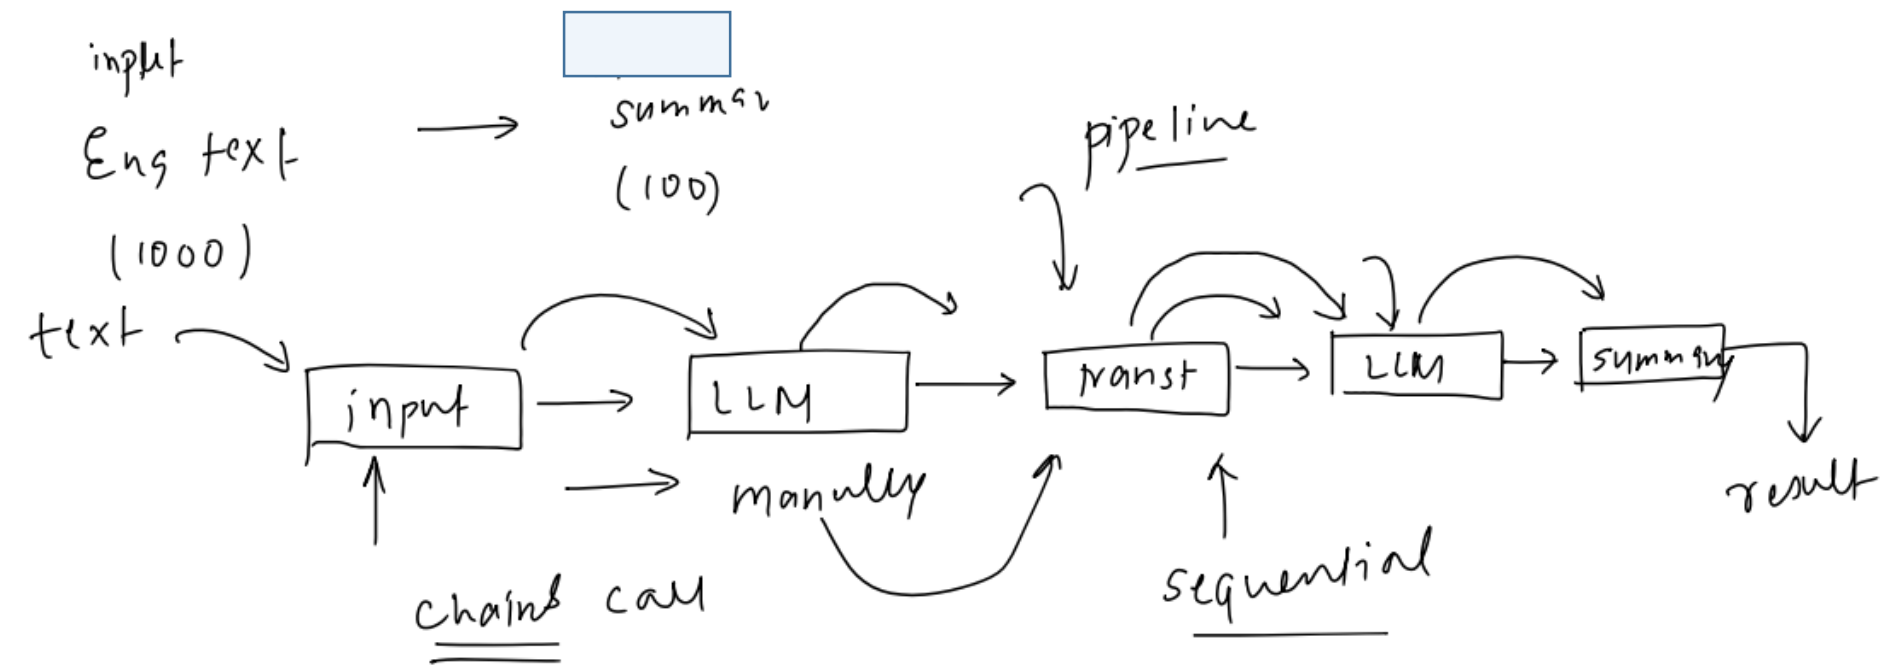 input
Eng text
(1000)
summar
(100)
pipeline
text
input
LLM
transt
LLM
summary
manully
result
chains call
sequential